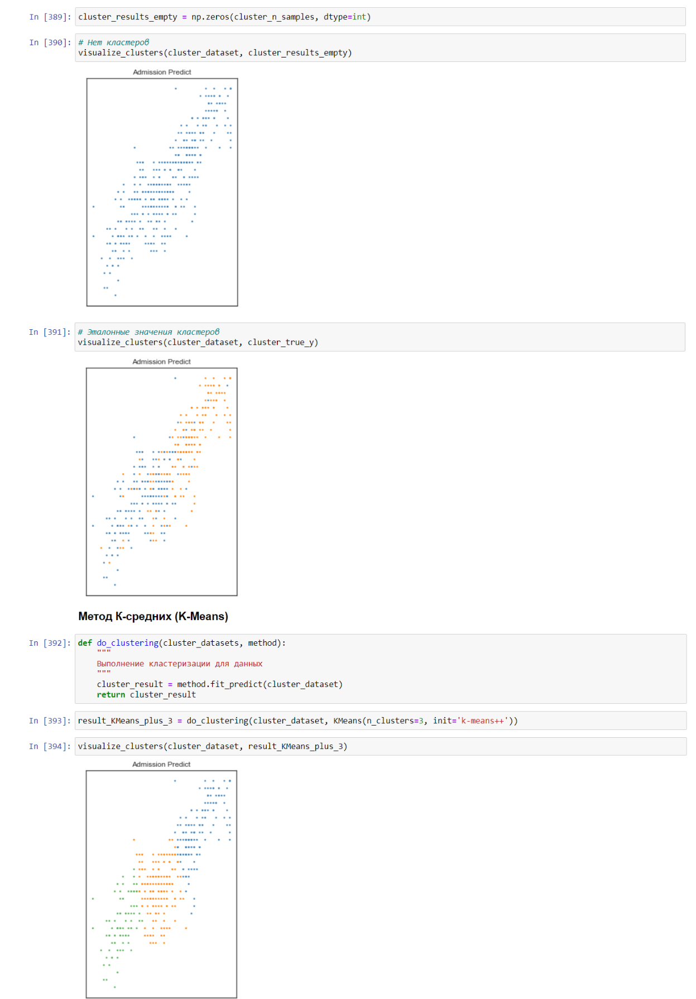 In [389]: cluster_results_empty = np.zeros(cluster_n_samples, dtype=int)
In [390]: # Нет кластеров
visualize_clusters(cluster_dataset, cluster_results_empty)
Admission Predict
In [391]: # Эталонные значения кластеров
visualize_clusters(cluster_dataset, cluster_true_y)
Admission Predict
Метод К-средних (K-Means)
In [392]: def do_clustering(cluster_datasets, method):
"""
Выполнение кластеризации для данных
"""
cluster_result = method.fit_predict(cluster_dataset)
return cluster_result
In [393]: result_KMeans_plus_3 = do_clustering(cluster_dataset, KMeans(n_clusters=3, init='k-means++'))
In [394]: visualize_clusters(cluster_dataset, result_KMeans_plus_3)
Admission Predict